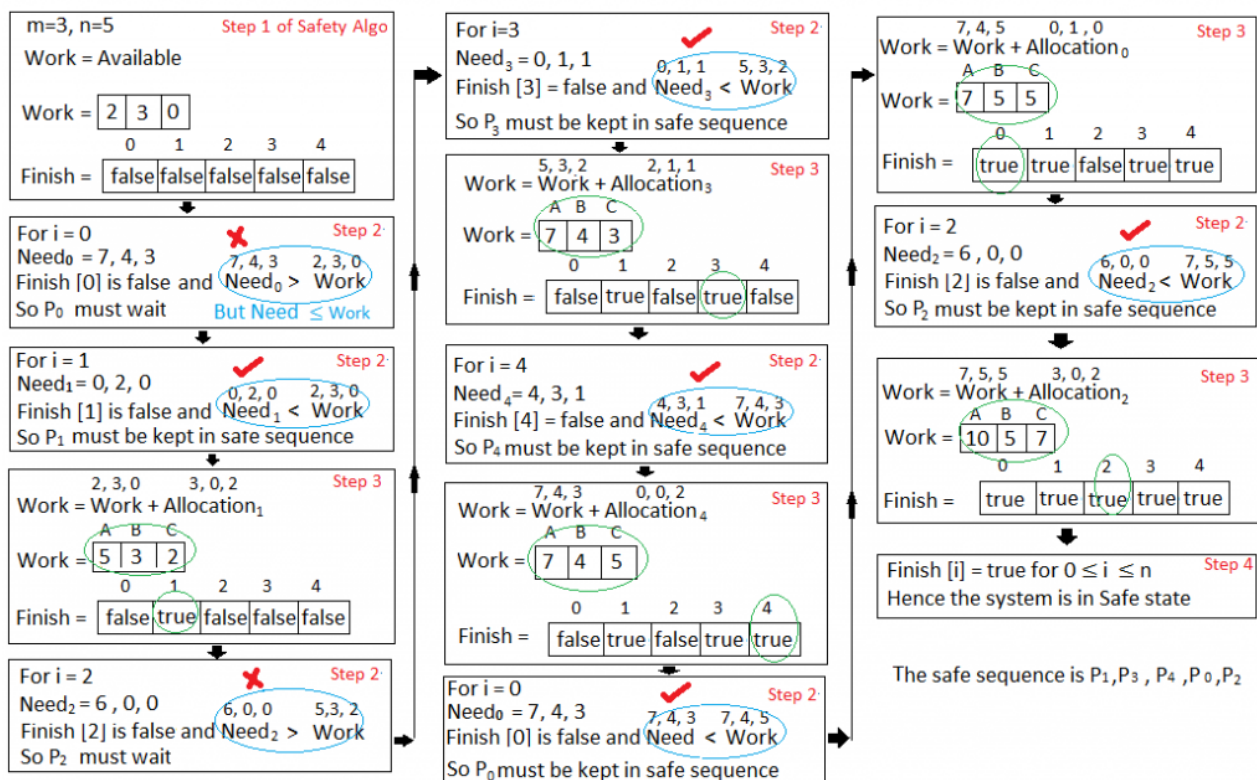 m=3, n=5 Step 1 of Safety Algo
Work = Available
Work = 2 3 0
0 1 2 3 4
Finish = false false false false false
For i = 0 Step 2
Need₀ = 7, 4, 3 7, 4, 3 2, 3, 0
Finish [0] is false and Need₀ > Work
So P₀ must wait But Need ≤ Work
For i = 1 Step 2
Need₁ = 0, 2, 0 0, 2, 0 2, 3, 0
Finish [1] is false and Need₁ < Work
So P₁ must be kept in safe sequence
2, 3, 0 3, 0, 2 Step 3
Work = Work + Allocation₁
A B C
Work = 5 3 2
0 1 2 3 4
Finish = false true false false false
For i = 2 Step 2
Need₂ = 6 , 0, 0 6, 0, 0 5,3, 2
Finish [2] is false and Need₂ > Work
So P₂ must wait
For i=3 Step 2
Need₃ = 0, 1, 1 0, 1, 1 5, 3, 2
Finish [3] = false and Need₃ < Work
So P₃ must be kept in safe sequence
5, 3, 2 2, 1, 1 Step 3
Work = Work + Allocation₃
A B C
Work = 7 4 3
0 1 2 3 4
Finish = false true false true false
For i = 4 Step 2
Need₄ = 4, 3, 1 4, 3, 1 7, 4, 3
Finish [4] = false and Need₄ < Work
So P₄ must be kept in safe sequence
7, 4, 3 0, 0, 2 Step 3
Work = Work + Allocation₄
A B C
Work = 7 4 5
0 1 2 3 4
Finish = false true false true true
For i = 0 Step 2
Need₀ = 7, 4, 3 7, 4, 3 7, 4, 5
Finish [0] is false and Need < Work
So P₀ must be kept in safe sequence
7, 4, 5 0, 1 , 0 Step 3
Work = Work + Allocation₀
A B C
Work = 7 5 5
0 1 2 3 4
Finish = true true false true true
For i = 2 Step 2
Need₂ = 6 , 0, 0 6, 0, 0 7, 5, 5
Finish [2] is false and Need₂ < Work
So P₂ must be kept in safe sequence
7, 5, 5 3, 0, 2 Step 3
Work = Work + Allocation₂
A B C
Work = 10 5 7
0 1 2 3 4
Finish = true true true true true
Finish [i] = true for 0 ≤ i ≤ n Step 4
Hence the system is in Safe state
The safe sequence is P₁,P₃ , P₄ ,P₀,P₂